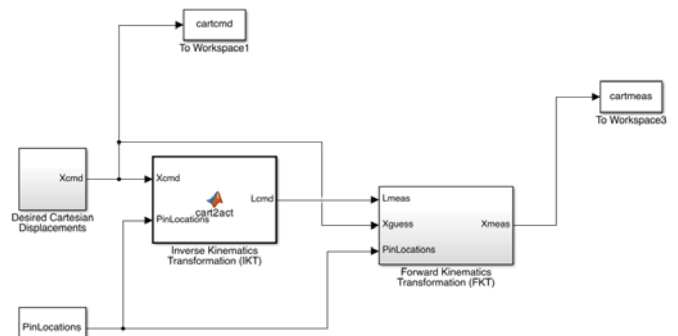 cartcmd
To Workspace1
cartmeas
To Workspace3
Xcmd
Desired Cartesian
Displacements
Xcmd
Lcmd
cart2act
PinLocations
Inverse Kinematics
Transformation (IKT)
Lmeas
Xguess
Xmeas
PinLocations
Forward Kinematics
Transformation (FKT)
PinLocations